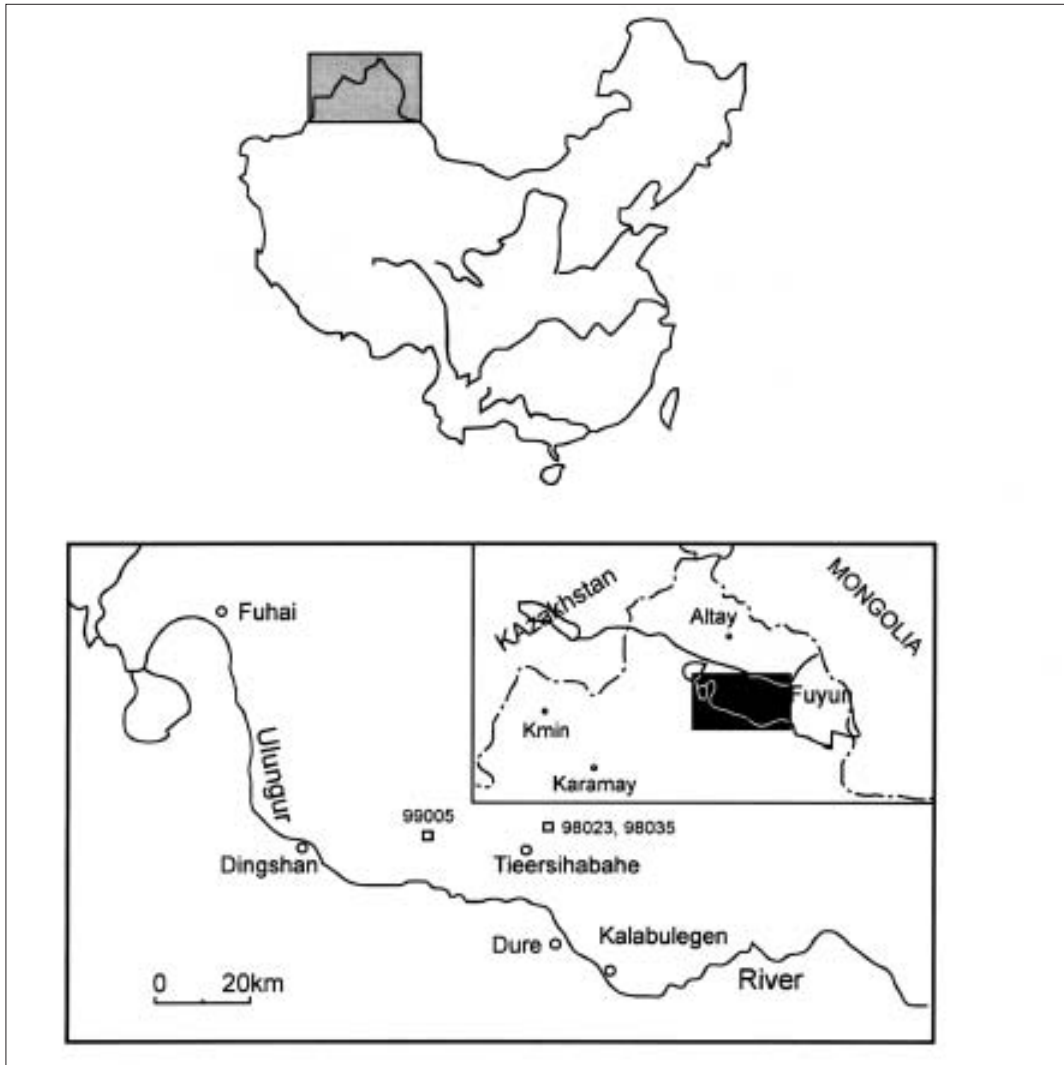 Fuhai
Ulungur
Dingshan
99005
98023, 98035
Tieersihabahe
Dure
Kalabulegen
River
0 20km
KAzakhstan
MONGOLIA
Altay
Fuyun
Kmin
Karamay